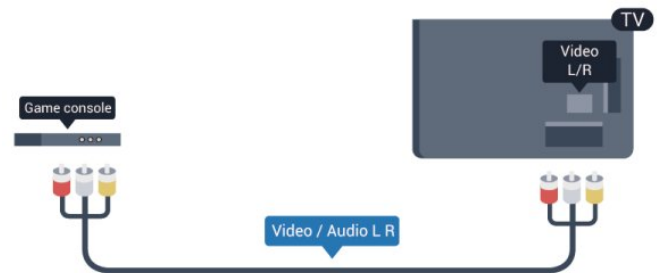 TV
Video
L/R
Game console
Video / Audio L R